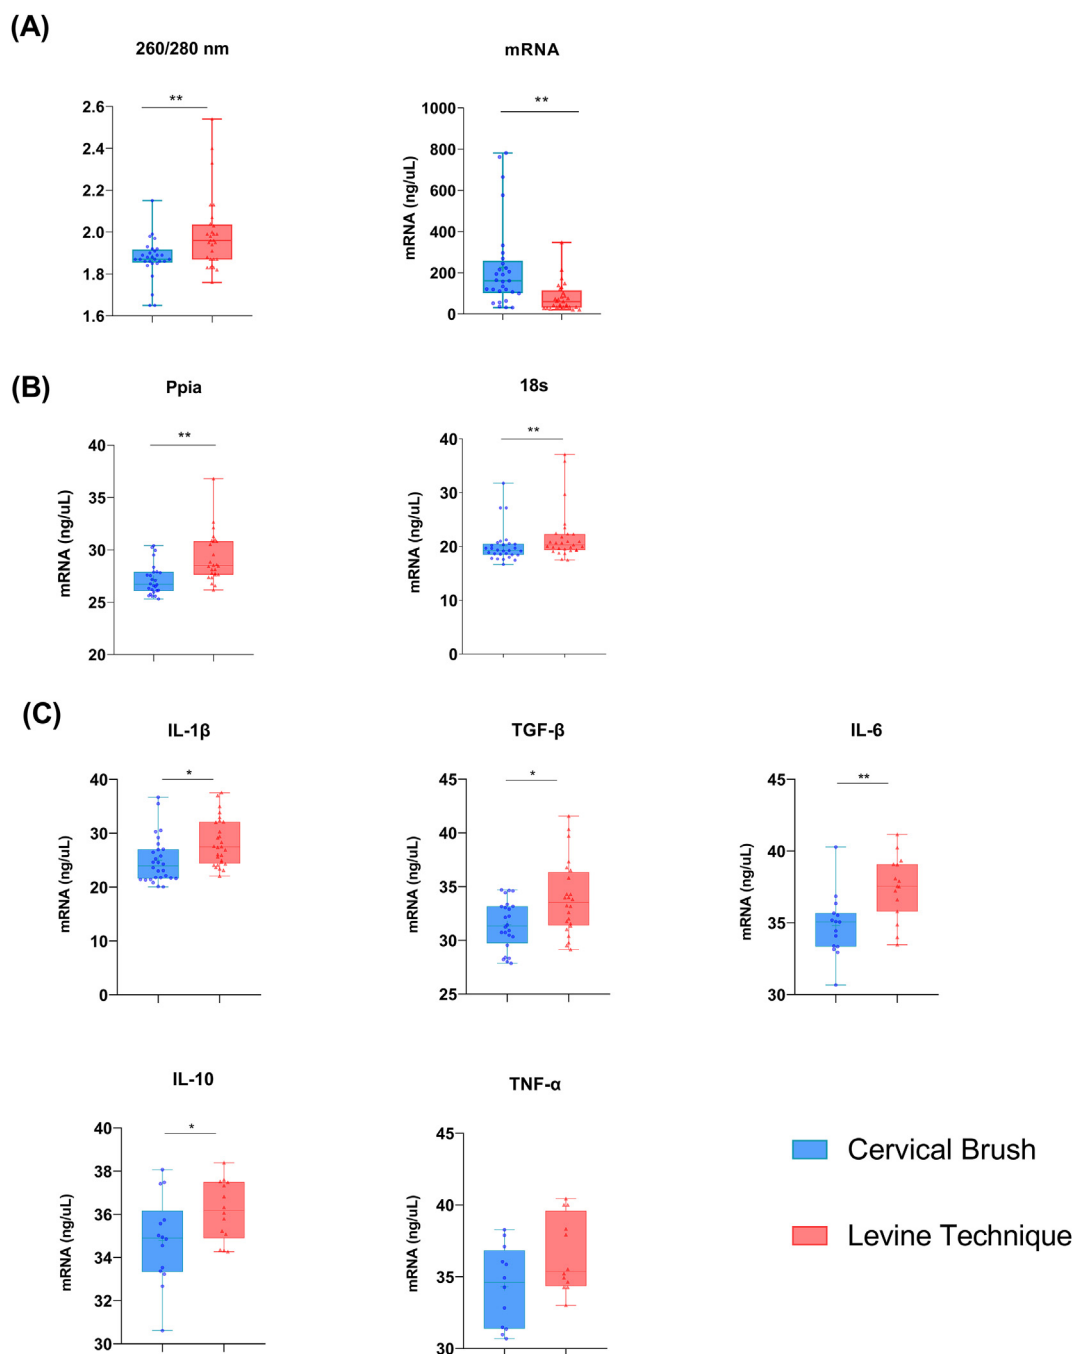 (A)
260/280 nm
mRNA
**
**
2.6
2.4
2.2
2.0
1.8
1.6
mRNA (ng/uL)
1000
800
600
400
200
0
(B)
Ppia
18s
**
**
mRNA (ng/uL)
40
35
30
25
20
mRNA (ng/uL)
40
30
20
10
0
(C)
IL-1β
TGF-β
IL-6
*
*
**
mRNA (ng/uL)
40
30
20
10
0
mRNA (ng/uL)
45
40
35
30
25
mRNA (ng/uL)
45
40
35
30
IL-10
TNF-α
*
mRNA (ng/uL)
40
38
36
34
32
30
mRNA (ng/uL)
45
40
35
30
Cervical Brush
Levine Technique